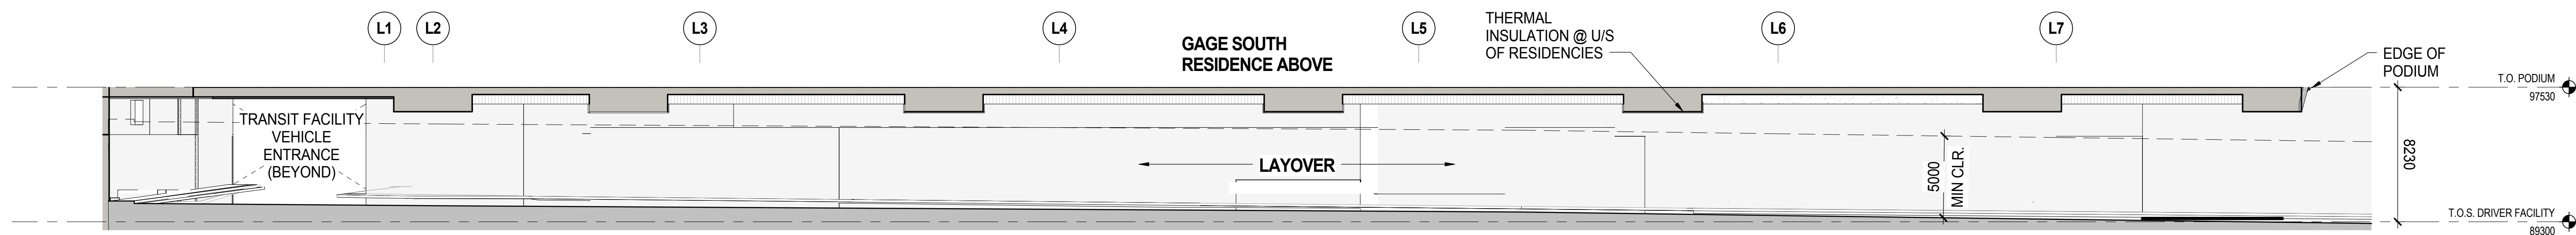 L1
L2
L3
L4
L5
L6
L7
GAGE SOUTH
RESIDENCE ABOVE
THERMAL
INSULATION @ U/S
OF RESIDENCIES
EDGE OF
PODIUM
T.O. PODIUM
97530
TRANSIT FACILITY
VEHICLE
ENTRANCE
(BEYOND)
LAYOVER
5000
MIN CLR.
8230
T.O.S. DRIVER FACILITY
89300